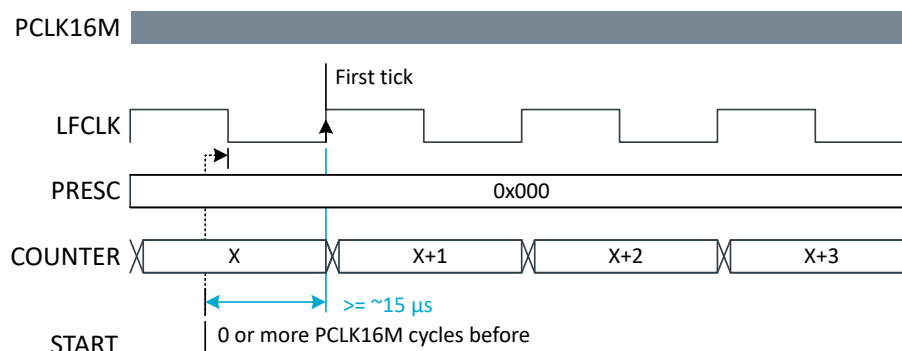 PCLK16M
First tick
LFCLK
PRESC 0x000
COUNTER X X+1 X+2 X+3
>= ~15 μs
0 or more PCLK16M cycles before
START